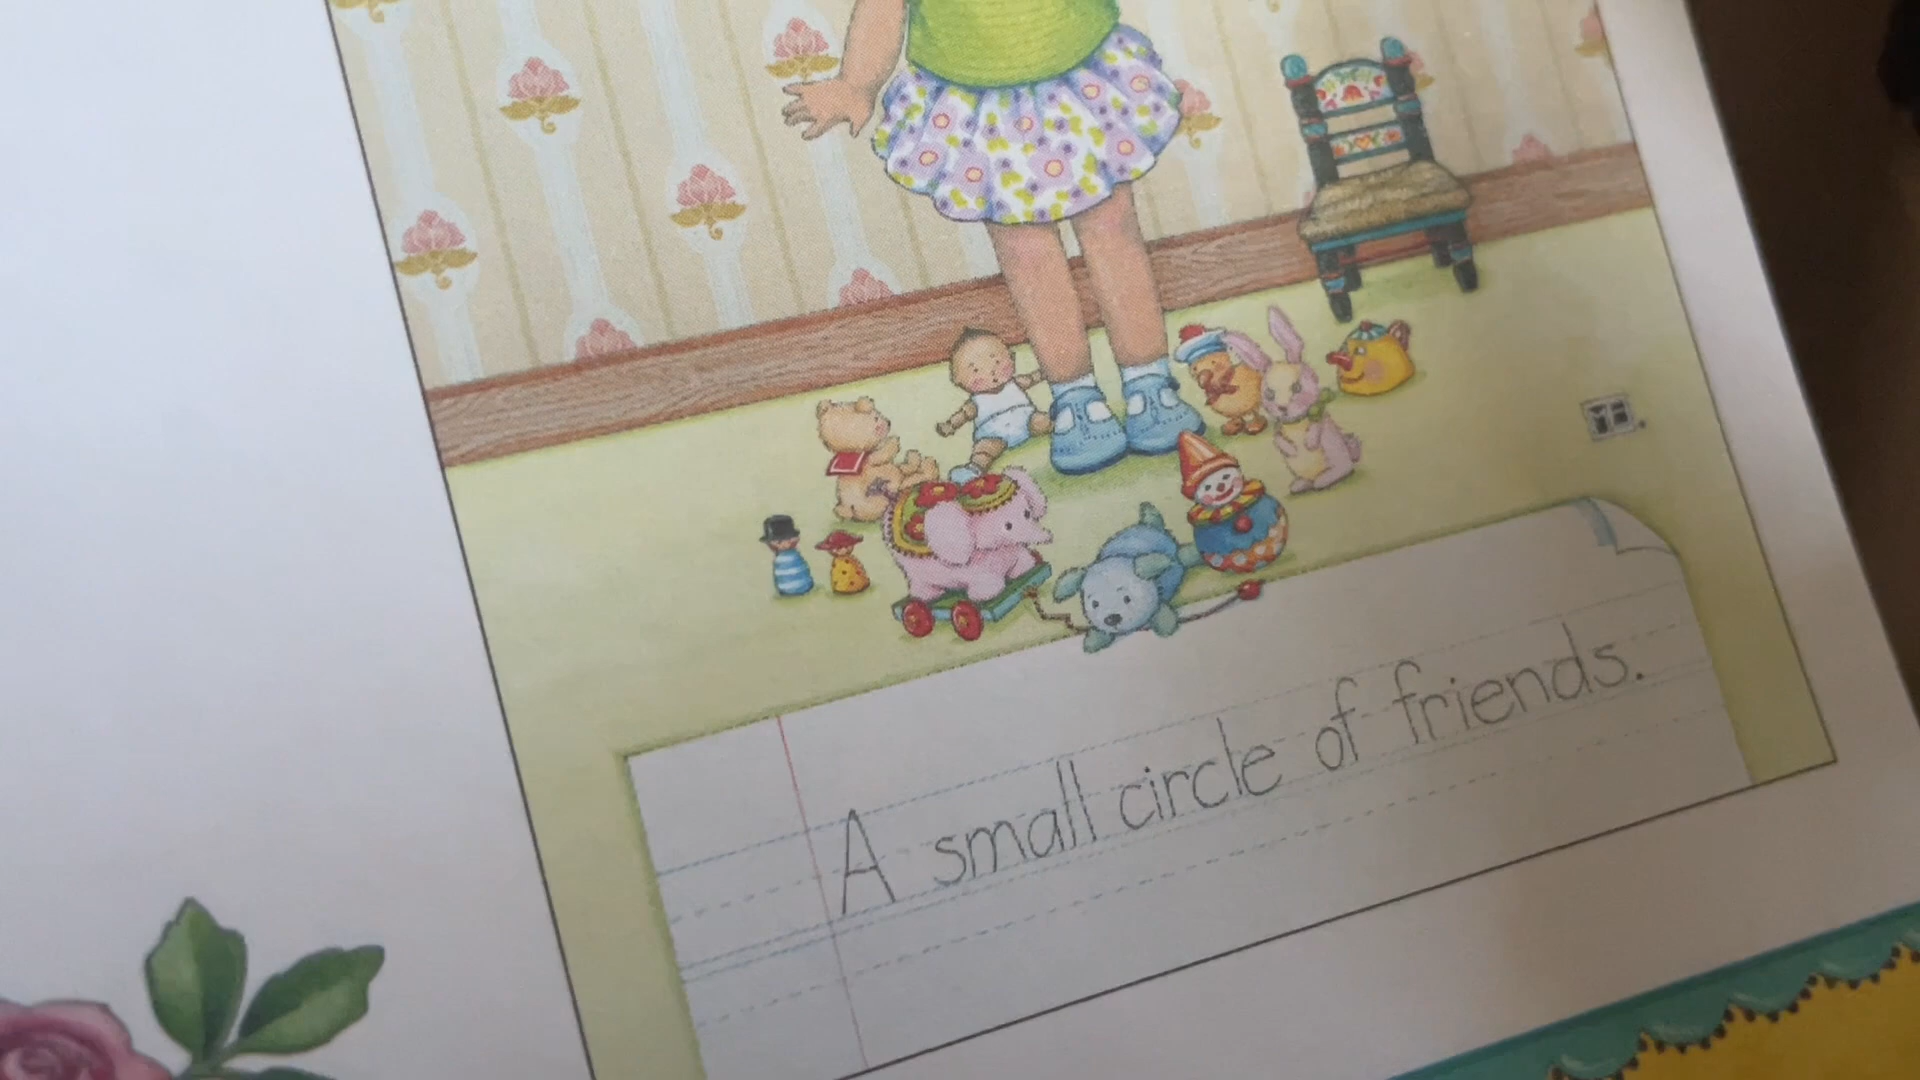 A small circle of friends.